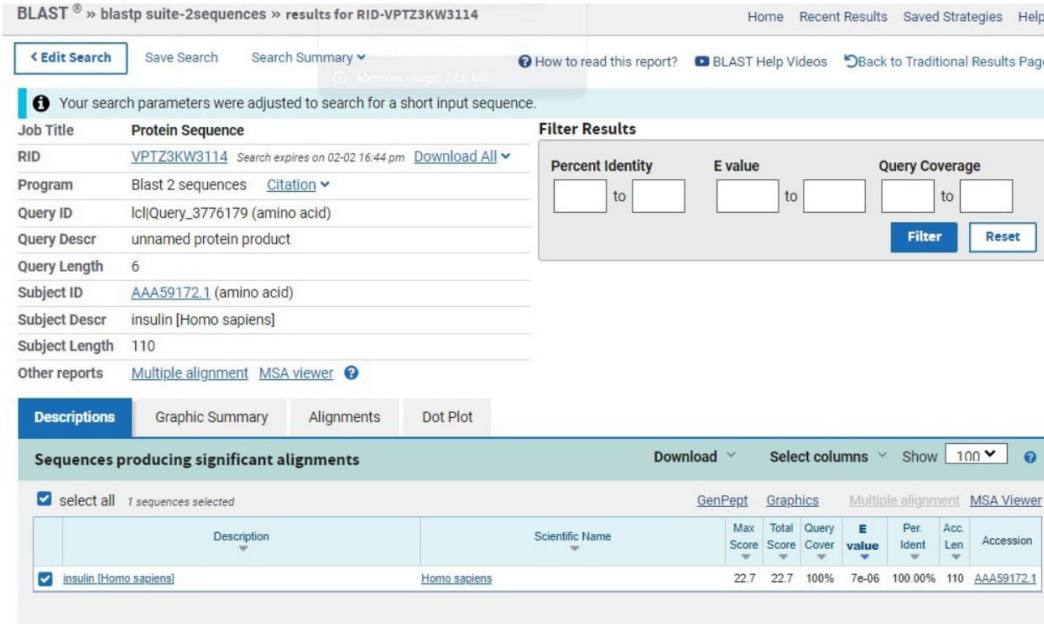 BLAST ® » blastp suite-2sequences » results for RID-VPTZ3KW3114
Home Recent Results Saved Strategies Help
< Edit Search Save Search Search Summary
How to read this report? BLAST Help Videos Back to Traditional Results Page
Memory usage: 22.6 MB
Your search parameters were adjusted to search for a short input sequence.
Job Title Protein Sequence
RID VPTZ3KW3114 Search expires on 02-02 16:44 pm Download All
Program Blast 2 sequences Citation
Query ID lcl|Query_3776179 (amino acid)
Query Descr unnamed protein product
Query Length 6
Subject ID AAA59172.1 (amino acid)
Subject Descr insulin [Homo sapiens]
Subject Length 110
Other reports Multiple alignment MSA viewer ?
Filter Results
Percent Identity E value Query Coverage
to to to
Filter Reset
Descriptions Graphic Summary Alignments Dot Plot
Sequences producing significant alignments Download Select columns Show 100 ?
select all 1 sequences selected GenPept Graphics Multiple alignment MSA Viewer
Description Scientific Name Max Score Total Score Query Cover E value Per. Ident Acc. Len Accession
insulin [Homo sapiens] Homo sapiens 22.7 22.7 100% 7e-06 100.00% 110 AAA59172.1